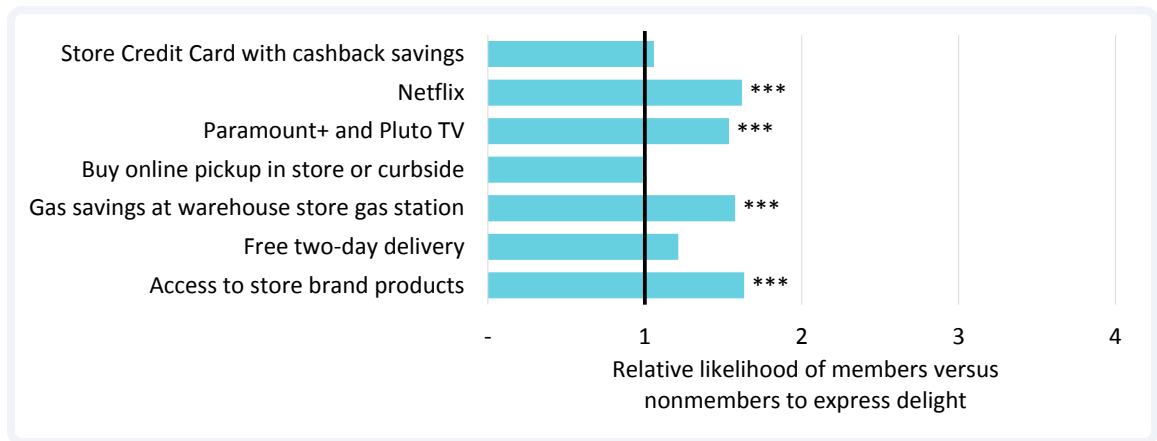 Store Credit Card with cashback savings
Netflix ***
Paramount+ and Pluto TV ***
Buy online pickup in store or curbside
Gas savings at warehouse store gas station ***
Free two-day delivery
Access to store brand products ***
- 1 2 3 4
Relative likelihood of members versus
nonmembers to express delight